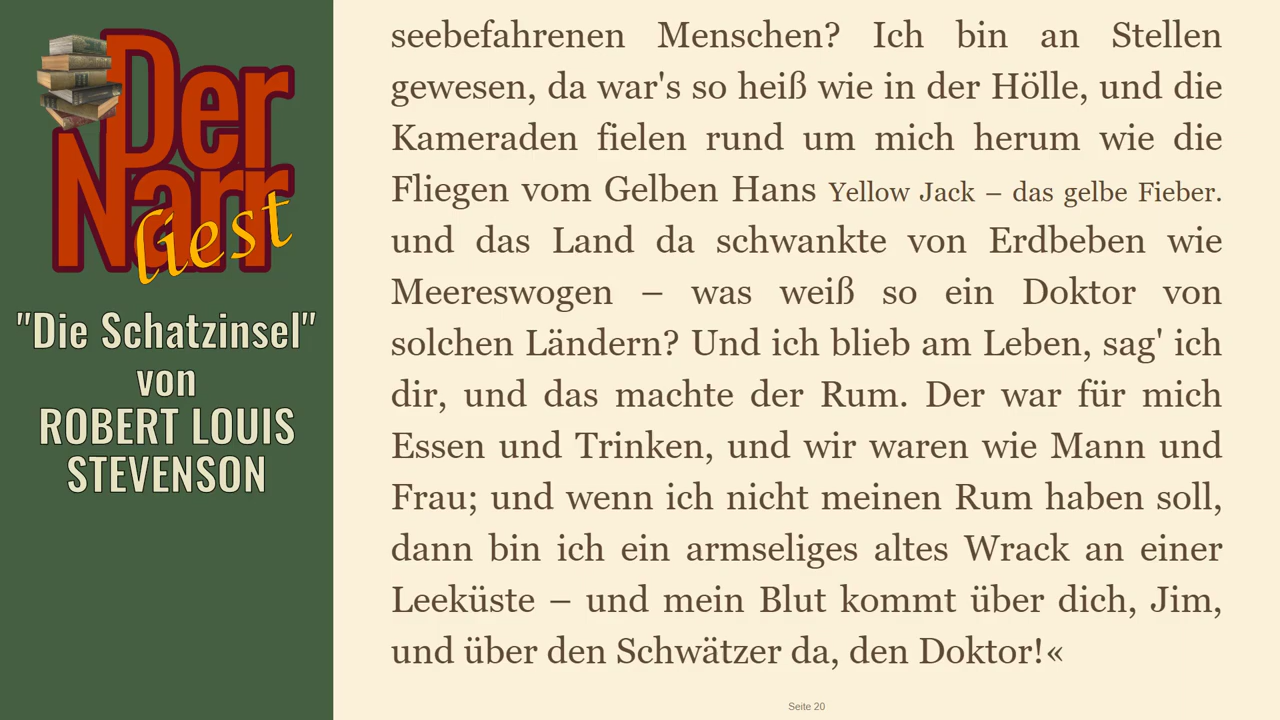 Der
Narr
liest
"Die Schatzinsel"
von
ROBERT LOUIS
STEVENSON
seebefahrenen Menschen? Ich bin an Stellen
gewesen, da war's so heiß wie in der Hölle, und die
Kameraden fielen rund um mich herum wie die
Fliegen vom Gelben Hans Yellow Jack – das gelbe Fieber.
und das Land da schwankte von Erdbeben wie
Meereswogen – was weiß so ein Doktor von
solchen Ländern? Und ich blieb am Leben, sag' ich
dir, und das machte der Rum. Der war für mich
Essen und Trinken, und wir waren wie Mann und
Frau; und wenn ich nicht meinen Rum haben soll,
dann bin ich ein armseliges altes Wrack an einer
Leeküste – und mein Blut kommt über dich, Jim,
und über den Schwätzer da, den Doktor!«
Seite 20